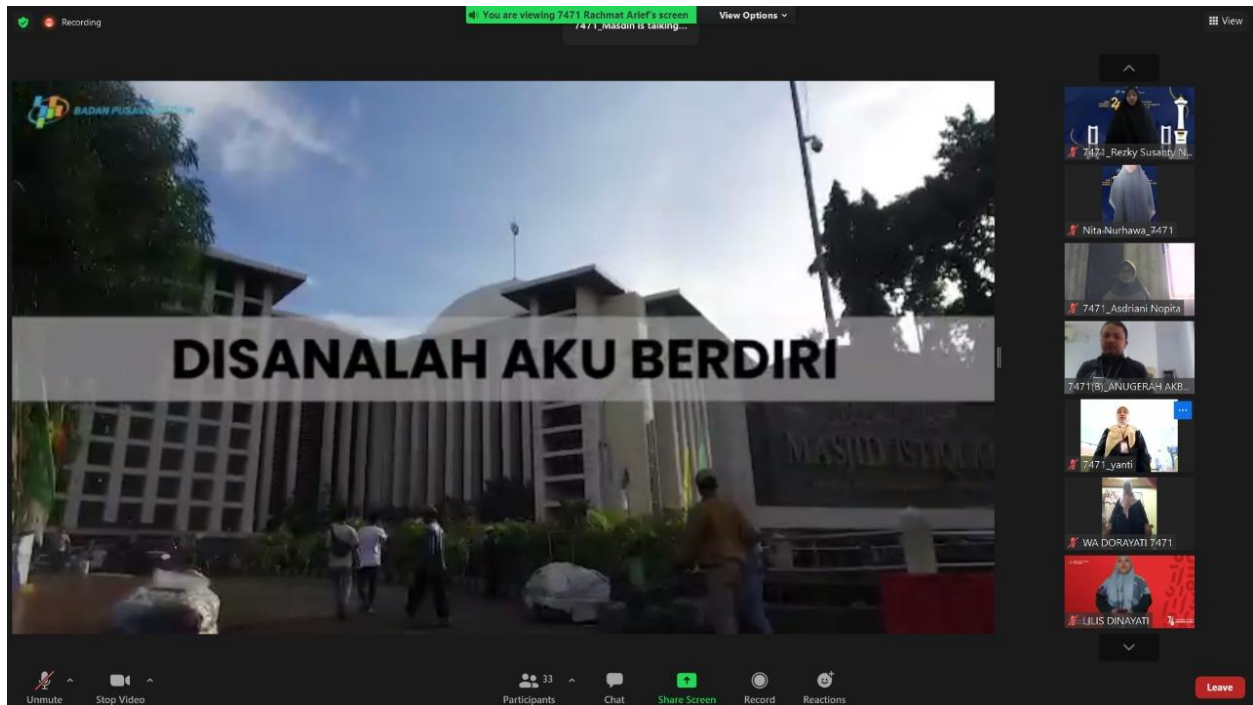 Recording
You are viewing 7471 Rachmat Arief's screen
View Options
7471_Masdin is talking...
View
BADAN PUSAT
DISANALAH AKU BERDIRI
MASJID ISTIQLAL
7471_Rezky Susanty N...
Nita Nurhawa_7471
7471_Asdriani Nopita
7471(B)_ANUGERAH AKB...
7471_yanti
WA DORAYATI 7471
LILIS DINAYATI
Unmute
Stop Video
33
Participants
Chat
Share Screen
Record
Reactions
Leave